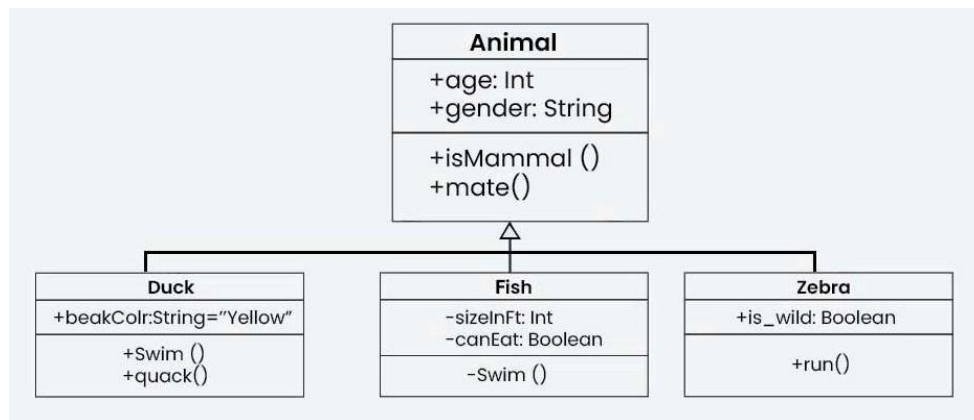 Animal
+age: Int
+gender: String
+isMammal ()
+mate()
Duck
+beakColr:String="Yellow"
+Swim ()
+quack()
Fish
-sizeInFt: Int
-canEat: Boolean
-Swim ()
Zebra
+is_wild: Boolean
+run()